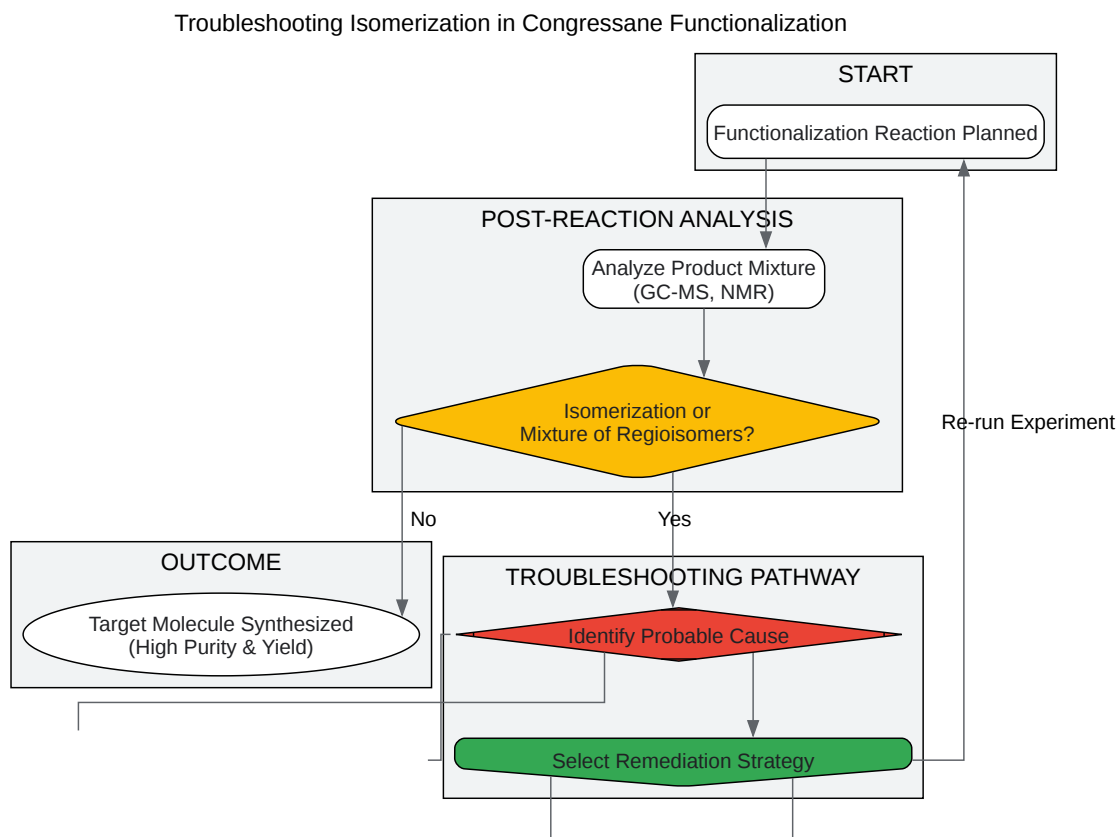 Troubleshooting Isomerization in Congressane Functionalization
START
Functionalization Reaction Planned
POST-REACTION ANALYSIS
Analyze Product Mixture
(GC-MS, NMR)
Isomerization or
Mixture of Regioisomers?
Re-run Experiment
No
Yes
OUTCOME
Target Molecule Synthesized
(High Purity & Yield)
TROUBLESHOOTING PATHWAY
Identify Probable Cause
Select Remediation Strategy